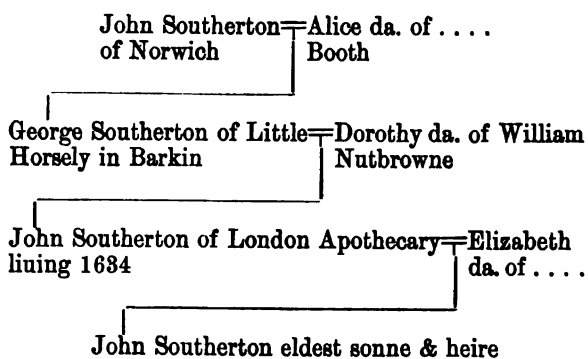 John Southerton=Alice da. of . . . .
of Norwich Booth
George Southerton of Little=Dorothy da. of William
Horsely in Barkin Nutbrowne
John Southerton of London Apothecary=Elizabeth
liuing 1634 da. of . . . .
John Southerton eldest sonne & heire